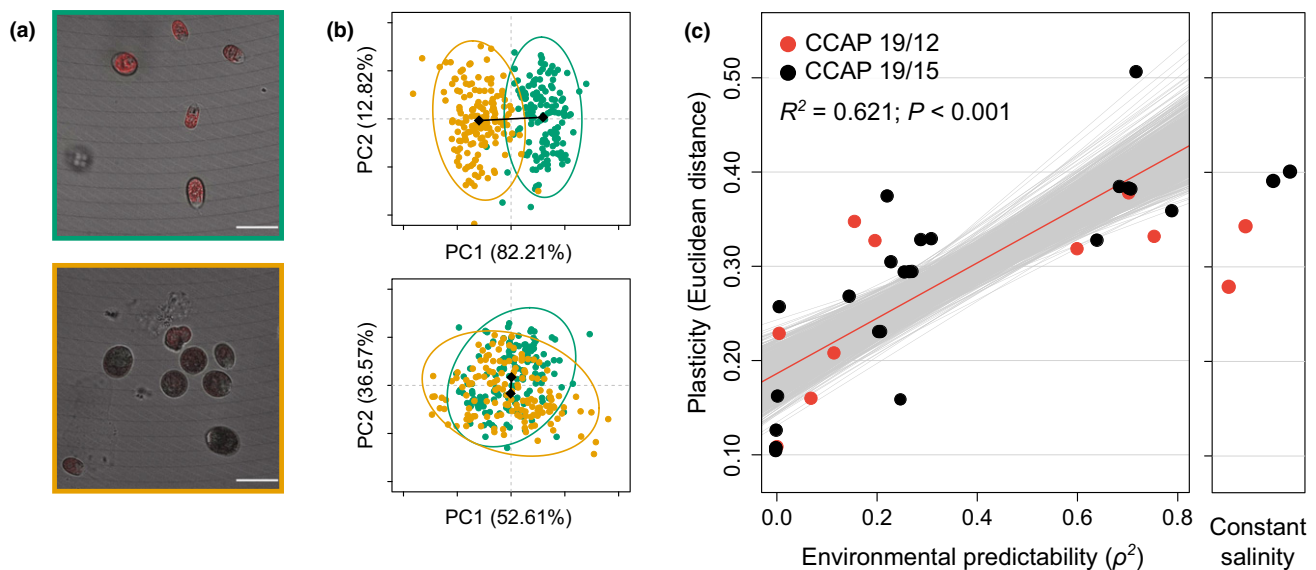 (a)
(b)
PC2 (12.82%)
PC1 (82.21%)
PC2 (36.57%)
PC1 (52.61%)
(c)
CCAP 19/12
CCAP 19/15
R² = 0.621; P < 0.001
Plasticity (Euclidean distance)
0.50
0.40
0.30
0.20
0.10
0.0 0.2 0.4 0.6 0.8
Environmental predictability (ρ²)
Constant
salinity